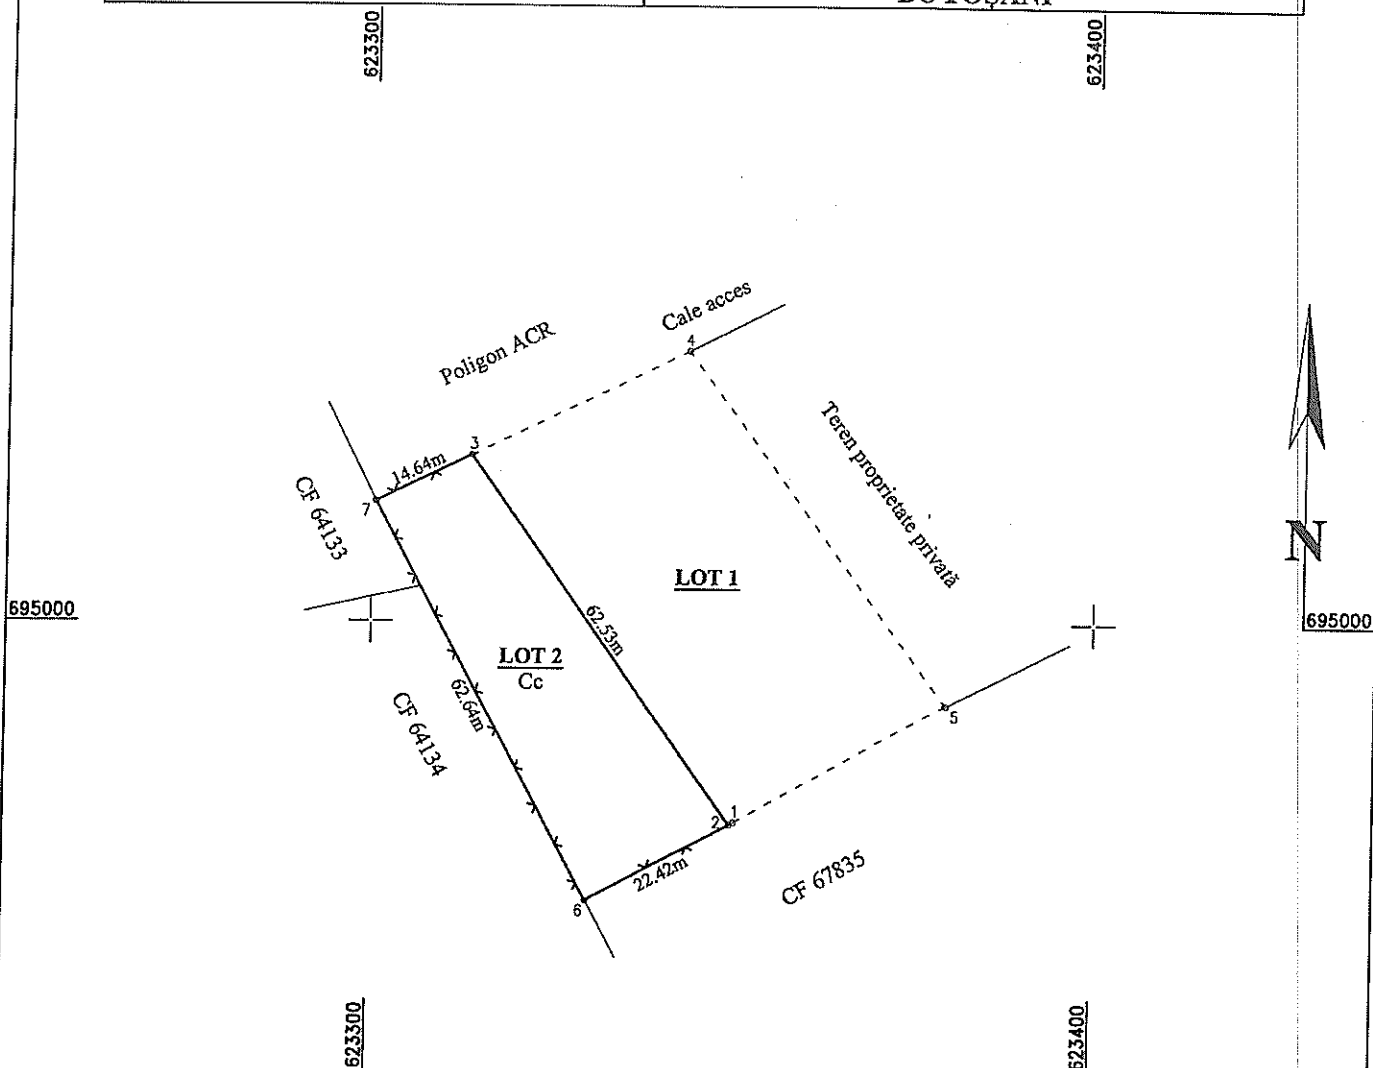 BOTOȘANI
623300
623400
Cale acces
Poligon ACR
4
3
14.64m
7
CF 64133
Teren proprietate privată
N
LOT 1
695000
695000
62.53m
LOT 2
Cc
62.64m
CF 64134
5
1
2
22.42m
CF 67835
6
623300
623400